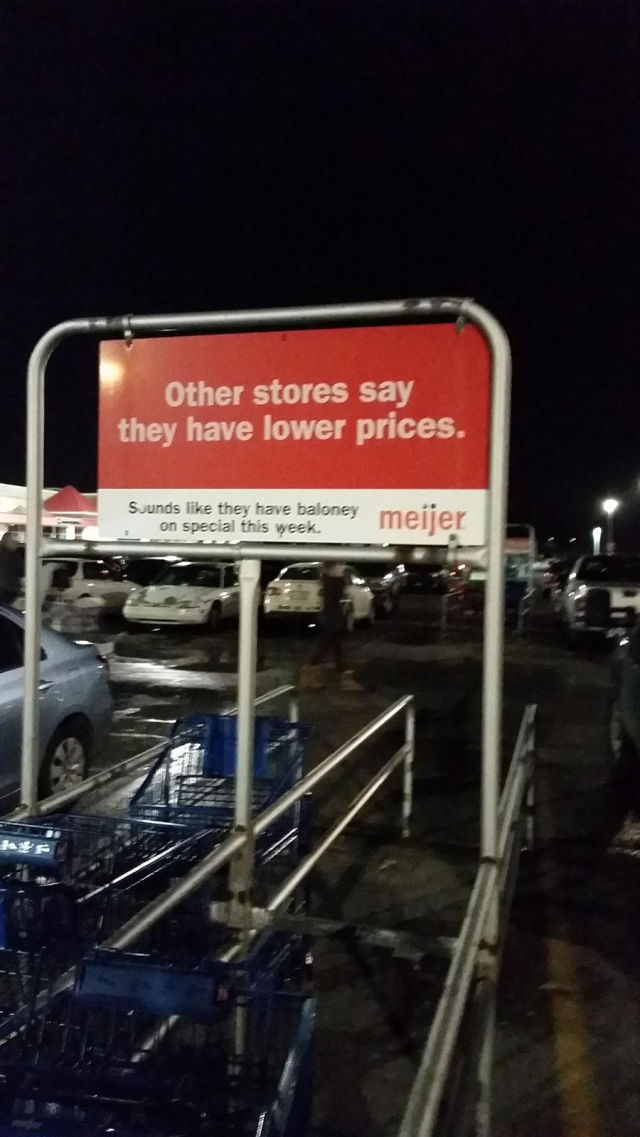 Other stores say
they have lower prices.
Sounds like they have baloney
on special this week.
meijer